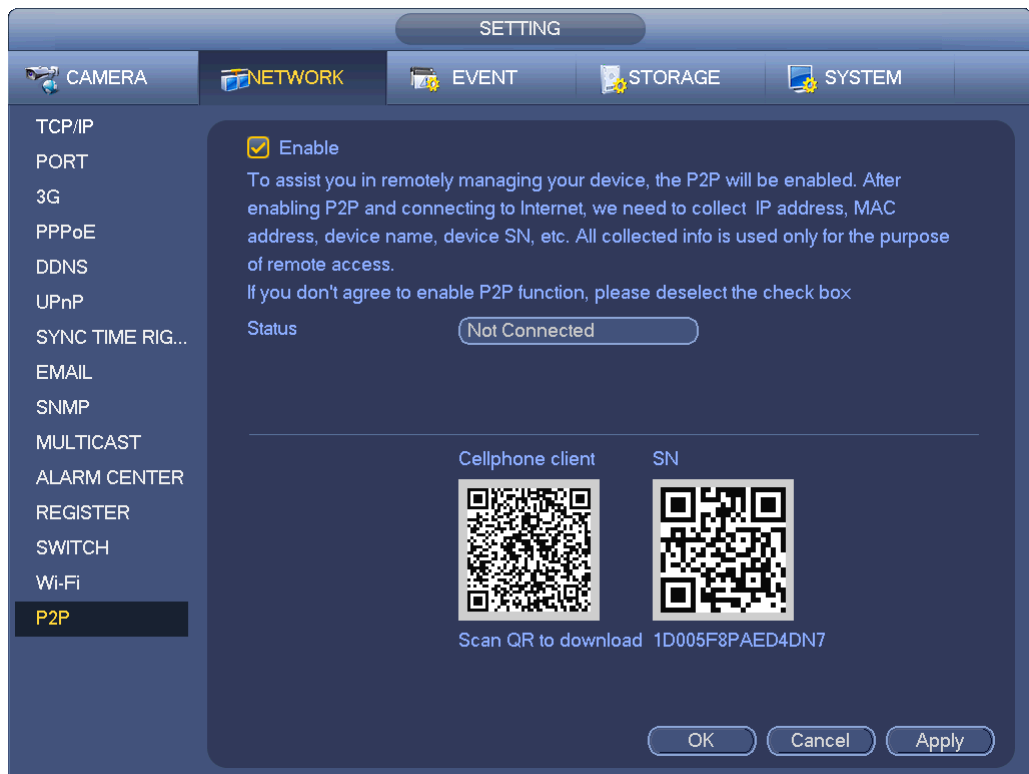 SETTING
CAMERA
NETWORK
EVENT
STORAGE
SYSTEM
TCP/IP
PORT
3G
PPPoE
DDNS
UPnP
SYNC TIME RIG...
EMAIL
SNMP
MULTICAST
ALARM CENTER
REGISTER
SWITCH
Wi-Fi
P2P
Enable
To assist you in remotely managing your device, the P2P will be enabled. After
enabling P2P and connecting to Internet, we need to collect IP address, MAC
address, device name, device SN, etc. All collected info is used only for the purpose
of remote access.
If you don't agree to enable P2P function, please deselect the check box
Status
Not Connected
Cellphone client
SN
Scan QR to download
1D005F8PAED4DN7
OK
Cancel
Apply